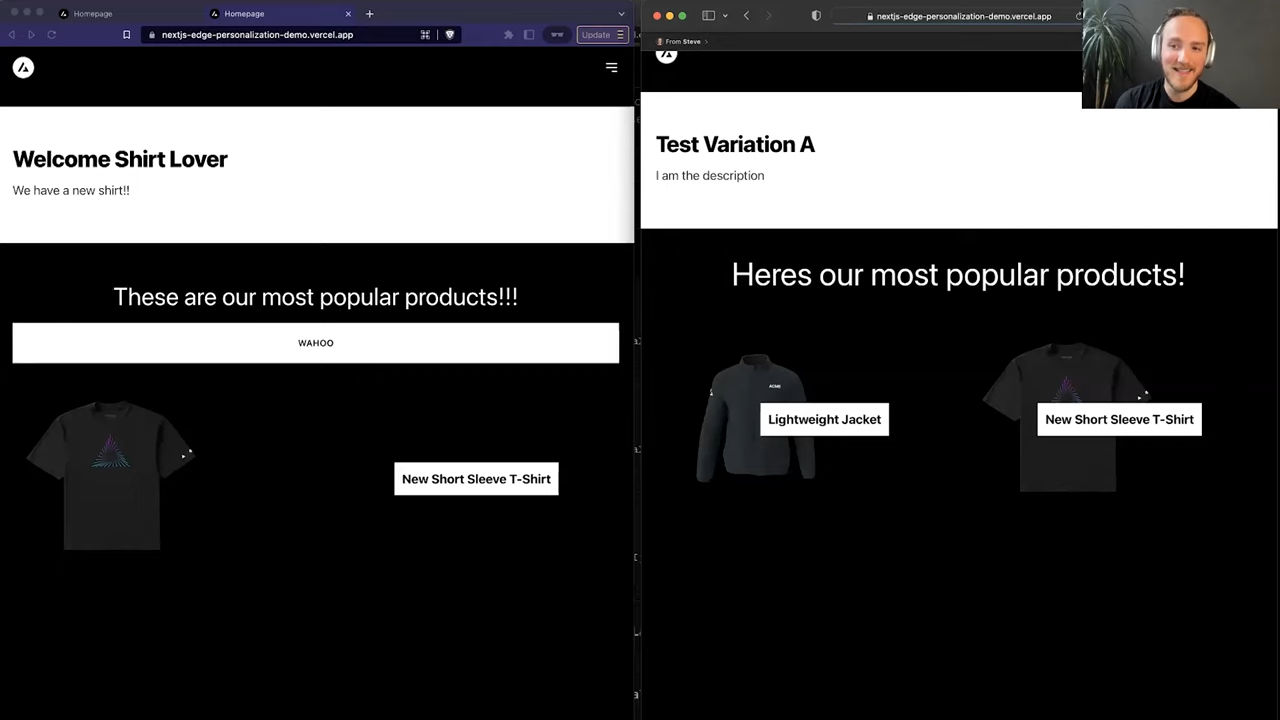 Homepage
Homepage
nextjs-edge-personalization-demo.vercel.app
Update
Welcome Shirt Lover
We have a new shirt!!
These are our most popular products!!!
WAHOO
New Short Sleeve T-Shirt
nextjs-edge-personalization-demo.vercel.app
From Steve
Test Variation A
I am the description
Heres our most popular products!
ACME
Lightweight Jacket
New Short Sleeve T-Shirt